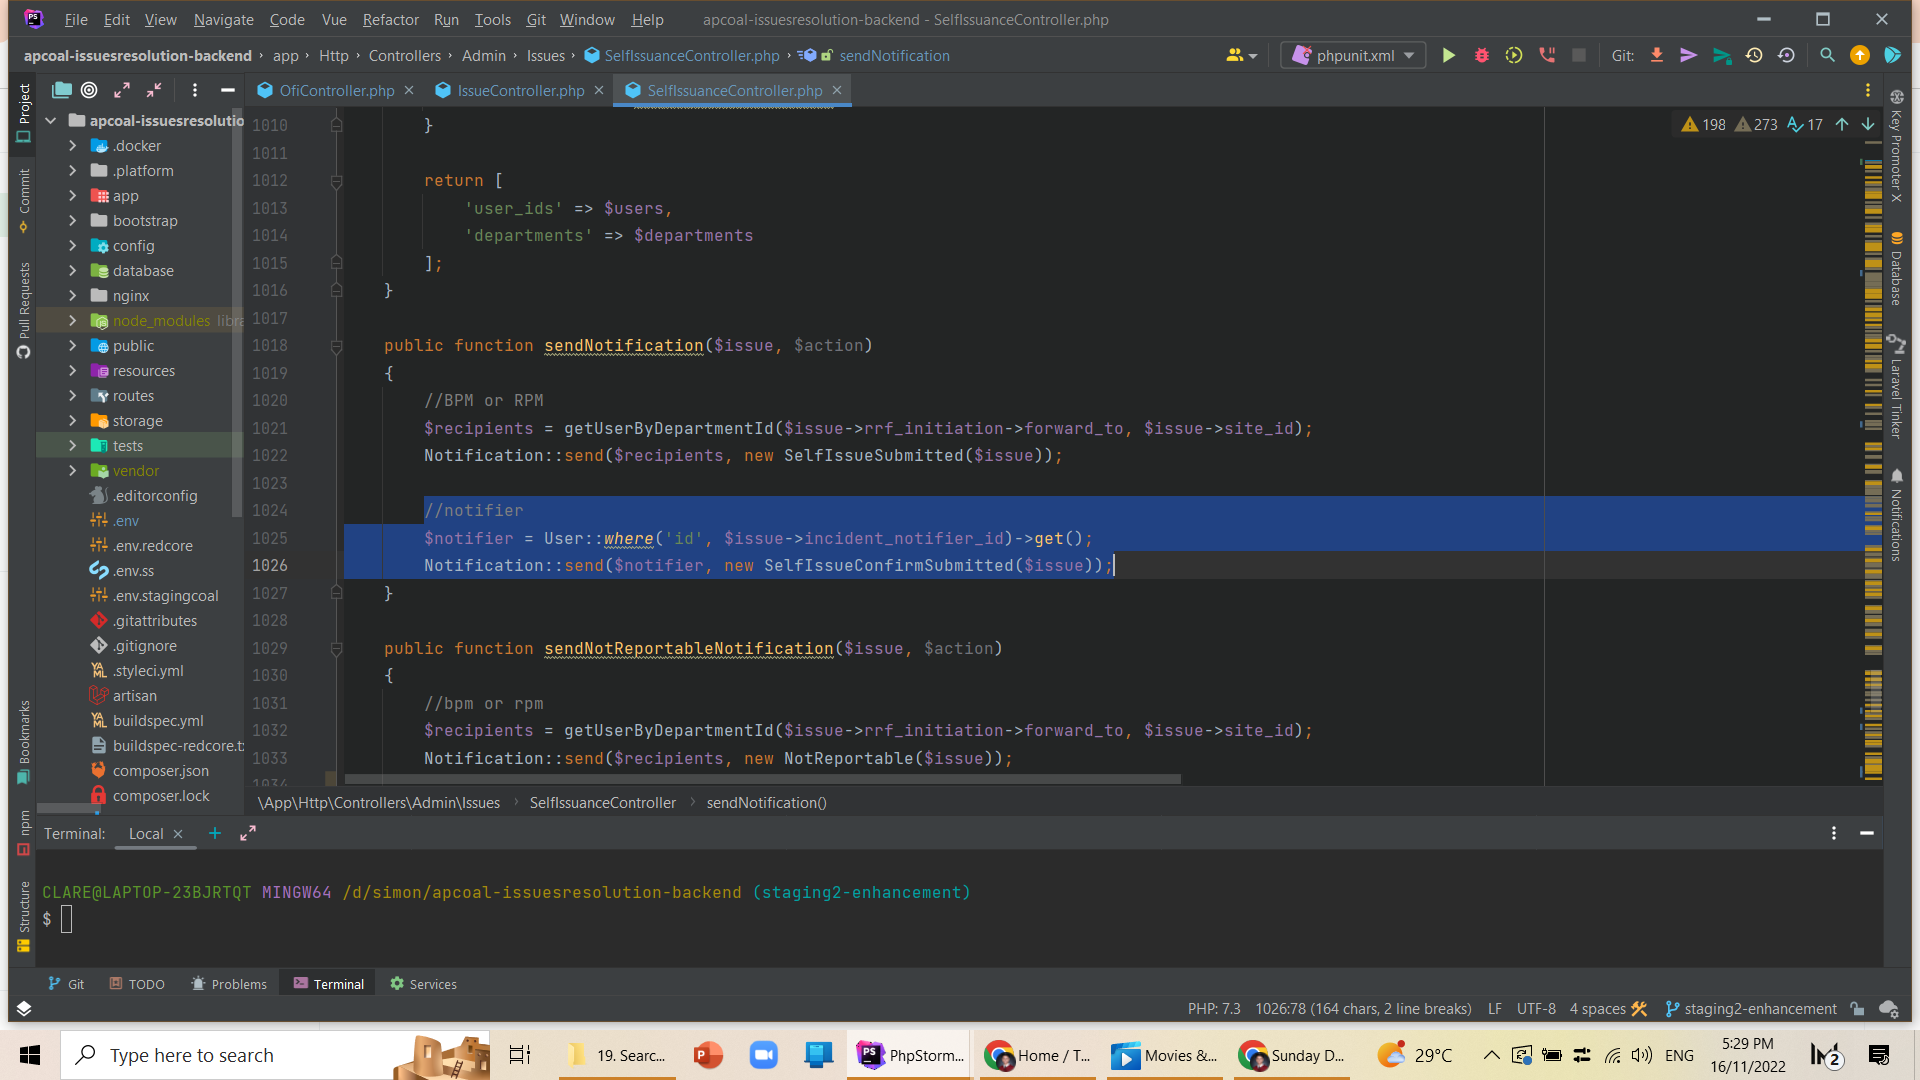 File Edit View Navigate Code Vue Refactor Run Tools Git Window Help apcoal-issuesresolution-backend - SelfIssuanceController.php
apcoal-issuesresolution-backend app Http Controllers Admin Issues SelfIssuanceController.php sendNotification phpunit.xml Git:
OfiController.php IssueController.php SelfIssuanceController.php
Project
Commit
Pull Requests
Bookmarks
npm
Structure
apcoal-issuesresolutio
.docker
.platform
app
bootstrap
config
database
nginx
node_modules libra
public
resources
routes
storage
tests
vendor
.editorconfig
.env
.env.redcore
.env.ss
.env.stagingcoal
.gitattributes
.gitignore
.styleci.yml
artisan
buildspec.yml
buildspec-redcore.t
composer.json
composer.lock
198 273 17
1010 }
1011
1012 return [
1013 'user_ids' => $users,
1014 'departments' => $departments
1015 ];
1016 }
1017
1018 public function sendNotification($issue, $action)
1019 {
1020 //BPM or RPM
1021 $recipients = getUserByDepartmentId($issue->rrf_initiation->forward_to, $issue->site_id);
1022 Notification::send($recipients, new SelfIssueSubmitted($issue));
1023
1024 //notifier
1025 $notifier = User::where('id', $issue->incident_notifier_id)->get();
1026 Notification::send($notifier, new SelfIssueConfirmSubmitted($issue));
1027 }
1028
1029 public function sendNotReportableNotification($issue, $action)
1030 {
1031 //bpm or rpm
1032 $recipients = getUserByDepartmentId($issue->rrf_initiation->forward_to, $issue->site_id);
1033 Notification::send($recipients, new NotReportable($issue));
1034
Key Promoter X
Database
Laravel Tinker
Notifications
\App\Http\Controllers\Admin\Issues SelfIssuanceController sendNotification()
Terminal: Local
CLARE@LAPTOP-23BJRTQT MINGW64 /d/simon/apcoal-issuesresolution-backend (staging2-enhancement)
$
Git TODO Problems Terminal Services
PHP: 7.3 1026:78 (164 chars, 2 line breaks) LF UTF-8 4 spaces staging2-enhancement
Type here to search 19. Searc... PhpStorm... Home / T... Movies &... Sunday D... 29°C ENG
5:29 PM
16/11/2022
2